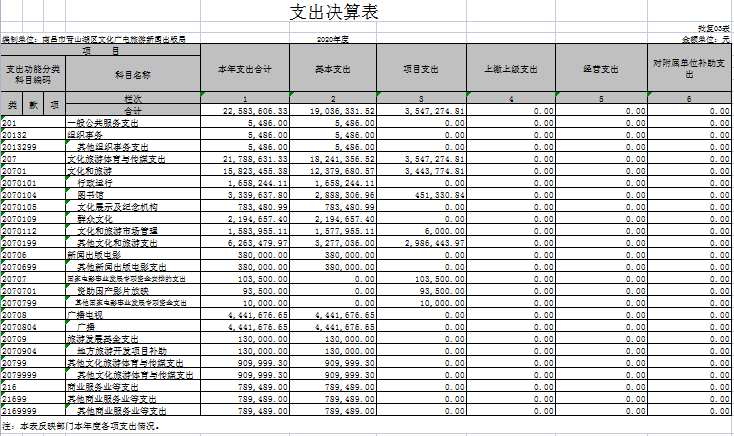 支出决算表
批复03表
编制单位：南昌市青山湖区文化广电旅游新闻出版局 2020年度 金额单位：元
项 目 本年支出合计 基本支出 项目支出 上缴上级支出 经营支出 对附属单位补助支出
支出功能分类科目编码 科目名称
类 款 项 栏次 1 2 3 4 5 6
合计 22,583,606.33 19,036,331.52 3,547,274.81 0.00 0.00 0.00
201 一般公共服务支出 5,486.00 5,486.00 0.00 0.00 0.00 0.00
20132 组织事务 5,486.00 5,486.00 0.00 0.00 0.00 0.00
2013299 其他组织事务支出 5,486.00 5,486.00 0.00 0.00 0.00 0.00
207 文化旅游体育与传媒支出 21,788,631.33 18,241,356.52 3,547,274.81 0.00 0.00 0.00
20701 文化和旅游 15,823,455.38 12,379,680.57 3,443,774.81 0.00 0.00 0.00
2070101 行政运行 1,658,244.11 1,658,244.11 0.00 0.00 0.00 0.00
2070104 图书馆 3,339,637.80 2,888,306.96 451,330.84 0.00 0.00 0.00
2070105 文化展示及纪念机构 783,480.99 783,480.99 0.00 0.00 0.00 0.00
2070109 群众文化 2,194,657.40 2,194,657.40 0.00 0.00 0.00 0.00
2070112 文化和旅游市场管理 1,583,955.11 1,577,955.11 6,000.00 0.00 0.00 0.00
2070199 其他文化和旅游支出 6,263,479.97 3,277,036.00 2,986,443.97 0.00 0.00 0.00
20706 新闻出版电影 380,000.00 380,000.00 0.00 0.00 0.00 0.00
2070699 其他新闻出版电影支出 380,000.00 380,000.00 0.00 0.00 0.00 0.00
20707 国家电影事业发展专项资金安排的支出 103,500.00 0.00 103,500.00 0.00 0.00 0.00
2070701 资助国产影片放映 93,500.00 0.00 93,500.00 0.00 0.00 0.00
2070799 其他国家电影事业发展专项资金支出 10,000.00 0.00 10,000.00 0.00 0.00 0.00
20708 广播电视 4,441,676.65 4,441,676.65 0.00 0.00 0.00 0.00
2070804 广播 4,441,676.65 4,441,676.65 0.00 0.00 0.00 0.00
20709 旅游发展基金支出 130,000.00 130,000.00 0.00 0.00 0.00 0.00
2070904 地方旅游开发项目补助 130,000.00 130,000.00 0.00 0.00 0.00 0.00
20799 其他文化旅游体育与传媒支出 909,999.30 909,999.30 0.00 0.00 0.00 0.00
2079999 其他文化旅游体育与传媒支出 909,999.30 909,999.30 0.00 0.00 0.00 0.00
216 商业服务业等支出 789,489.00 789,489.00 0.00 0.00 0.00 0.00
21699 其他商业服务业等支出 789,489.00 789,489.00 0.00 0.00 0.00 0.00
2169999 其他商业服务业等支出 789,489.00 789,489.00 0.00 0.00 0.00 0.00
注：本表反映部门本年度各项支出情况。